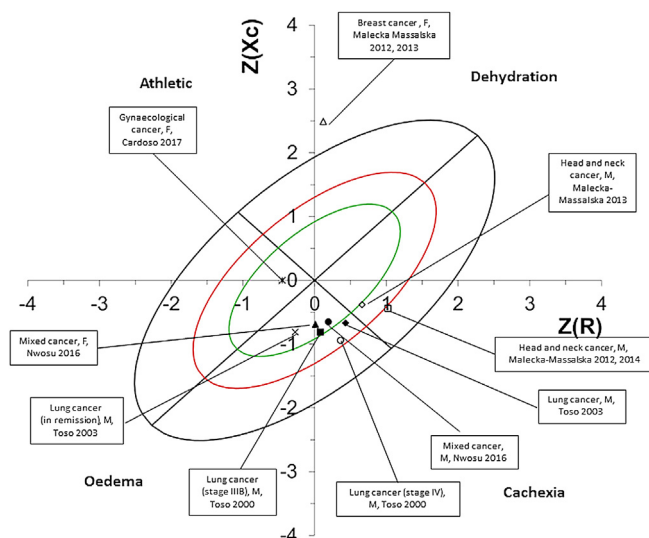 Breast cancer , F,
Malecka Massalska
2012, 2013
4
Z(Xc)
Athletic
Dehydration
3
Gynaecological
cancer, F,
Cardoso 2017
2
Head and neck
cancer, M,
Malecka-
Massalska 2013
1
-4
-3
-2
-1
0
0
1
2
3
4
Z(R)
Mixed cancer, F,
Nwosu 2016
-1
Head and neck cancer, M,
Malecka-Massalska 2012, 2014
Lung cancer
(in remission), M,
Toso 2003
Lung cancer, M,
Toso 2003
-2
Mixed cancer,
M, Nwosu 2016
Oedema
Lung cancer
(stage IIIB), M,
Toso 2000
-3
Lung cancer (stage IV),
M, Toso 2000
Cachexia
-4